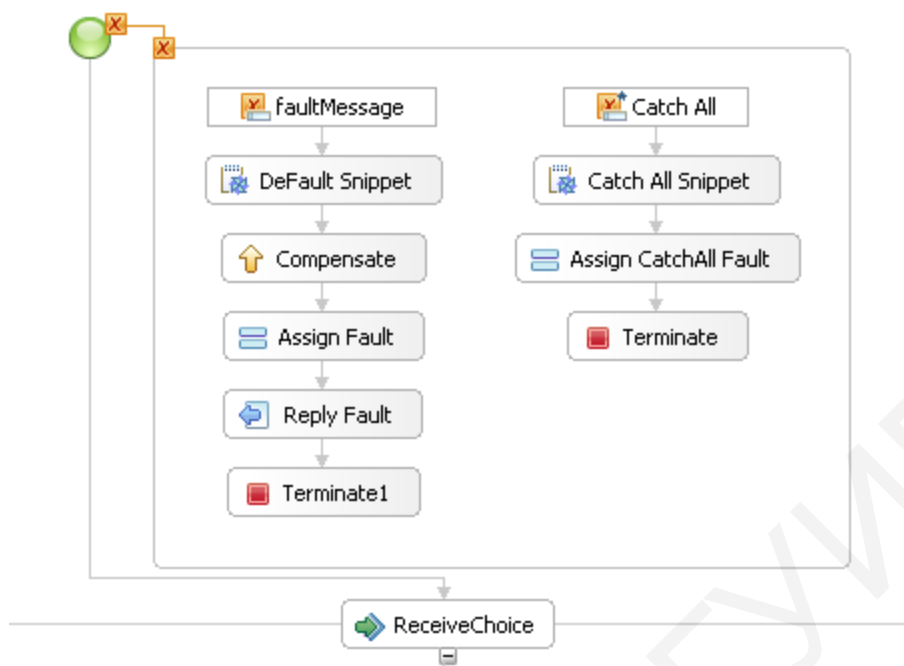 faultMessage
Catch All
DeFault Snippet
Catch All Snippet
Compensate
Assign CatchAll Fault
Assign Fault
Terminate
Reply Fault
Terminate1
ReceiveChoice